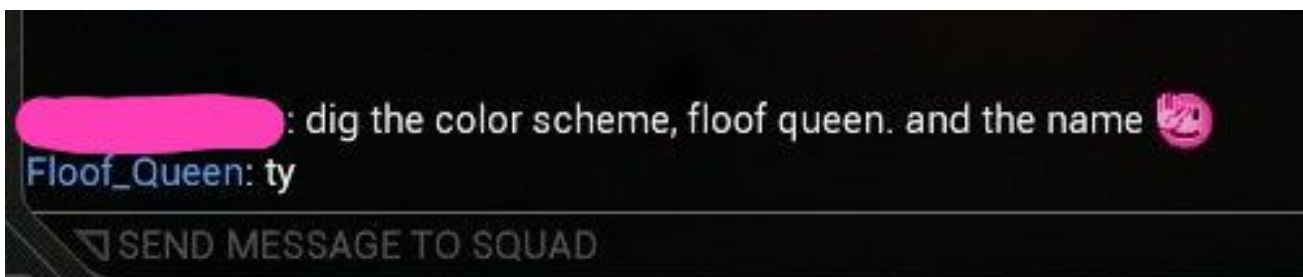 : dig the color scheme, floof queen. and the name
Floof_Queen: ty
SEND MESSAGE TO SQUAD